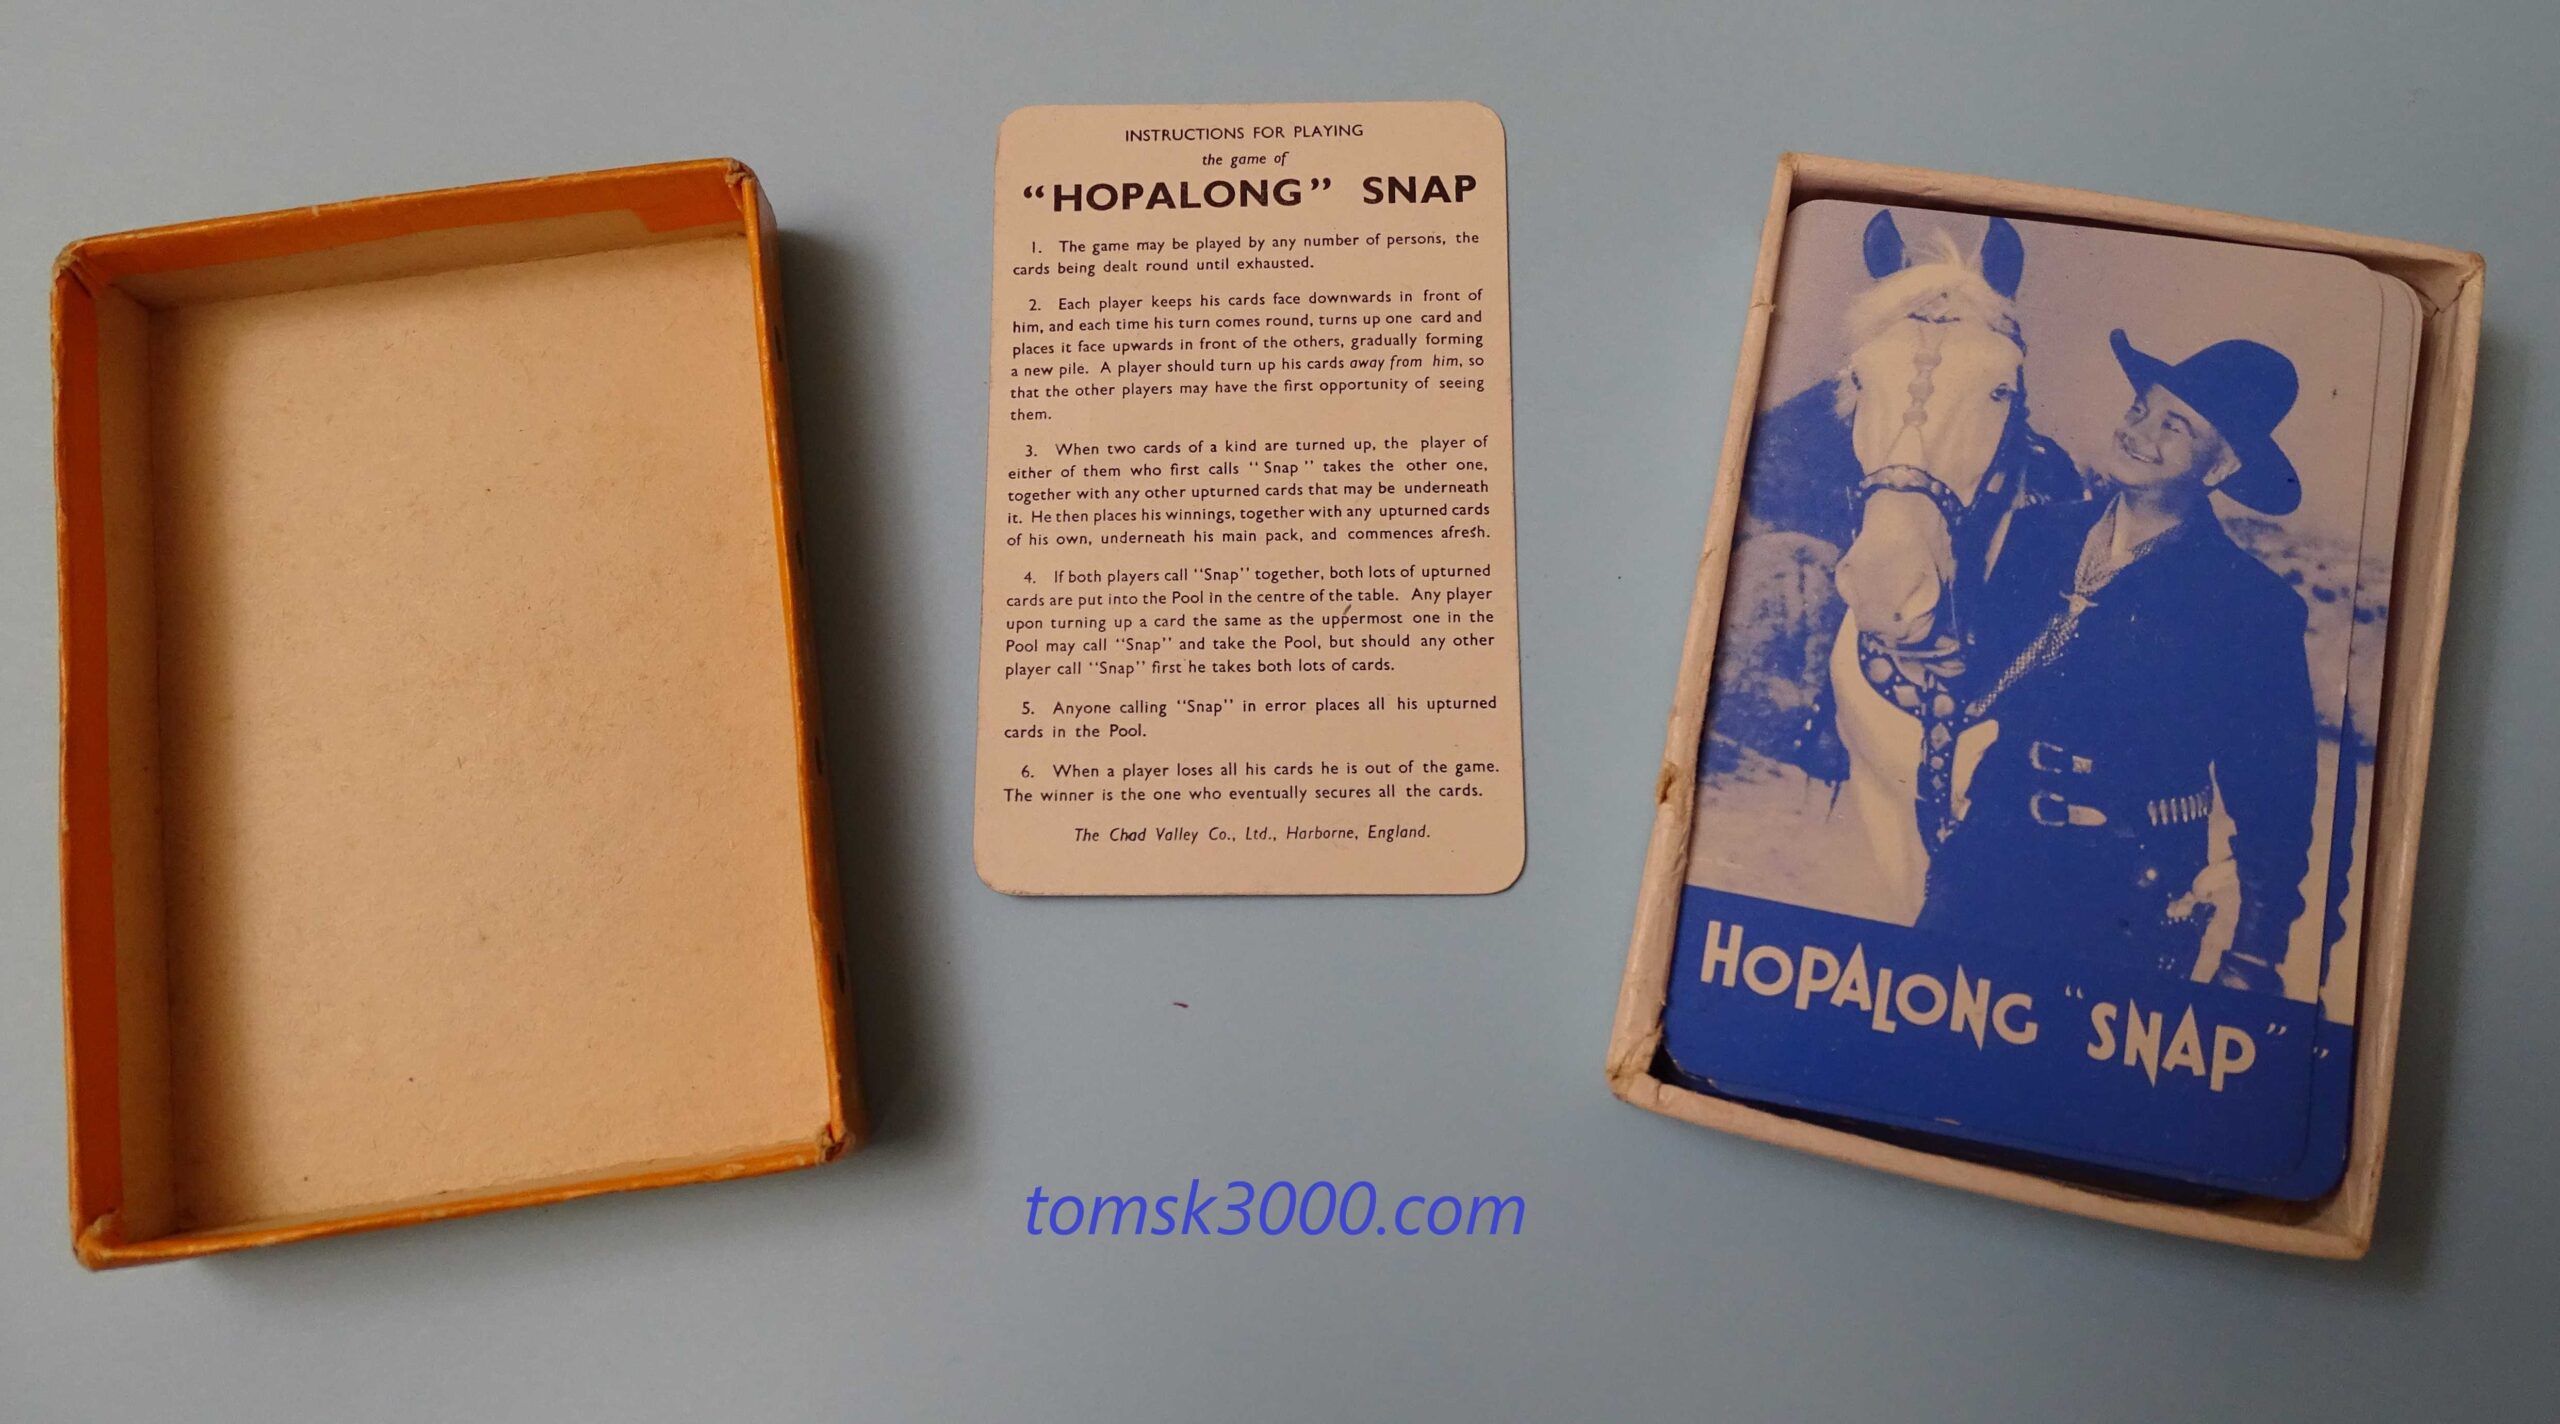 INSTRUCTIONS FOR PLAYING
the game of
“HOPALONG” SNAP
1. The game may be played by any number of persons, the
cards being dealt round until exhausted.
2. Each player keeps his cards face downwards in front of
him, and each time his turn comes round, turns up one card and
places it face upwards in front of the others, gradually forming
a new pile. A player should turn up his cards away from him, so
that the other players may have the first opportunity of seeing
them.
3. When two cards of a kind are turned up, the player of
either of them who first calls “Snap” takes the other one,
together with any other upturned cards that may be underneath
it. He then places his winnings, together with any upturned cards
of his own, underneath his main pack, and commences afresh.
4. If both players call “Snap” together, both lots of upturned
cards are put into the Pool in the centre of the table. Any player
upon turning up a card the same as the uppermost one in the
Pool may call “Snap” and take the Pool, but should any other
player call “Snap” first he takes both lots of cards.
5. Anyone calling “Snap” in error places all his upturned
cards in the Pool.
6. When a player loses all his cards he is out of the game.
The winner is the one who eventually secures all the cards.
The Chad Valley Co., Ltd., Harborne, England.
HOPALONG “SNAP”
”
tomsk3000.com